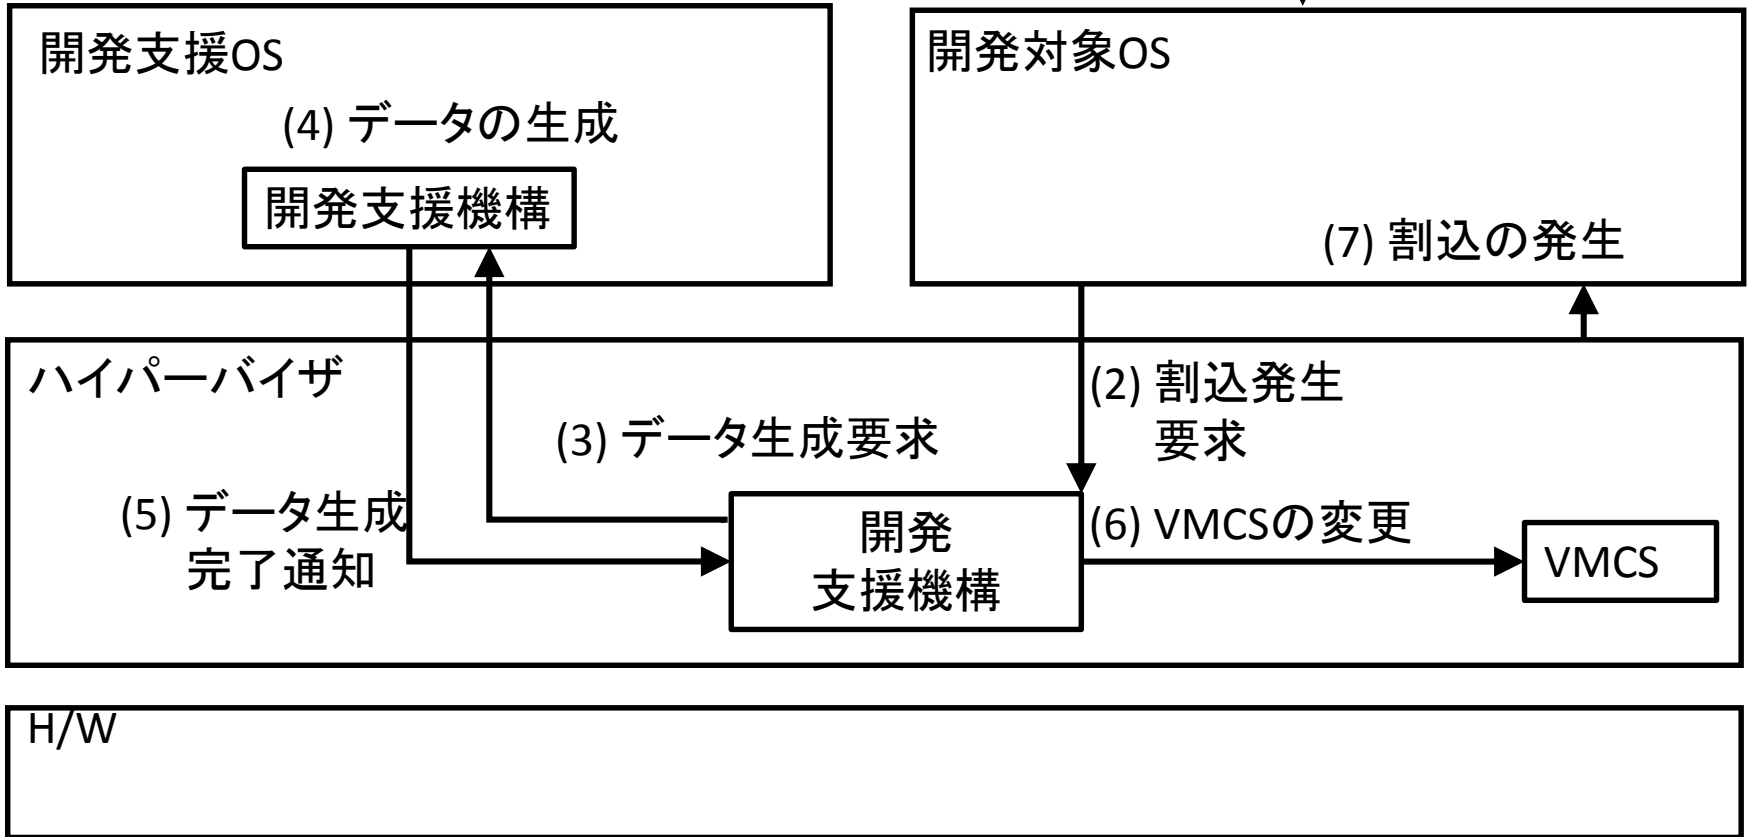 開発支援OS
(4) データの生成
開発支援機構
開発対象OS
(7) 割込の発生
ハイパーバイザ
(2) 割込発生
要求
(3) データ生成要求
(5) データ生成
完了通知
開発
支援機構
(6) VMCSの変更
VMCS
H/W